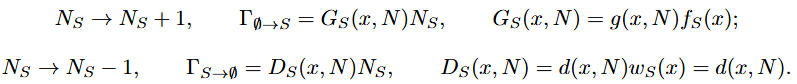 N_S → N_S + 1, Γ_{∅→S} = G_S(x, N)N_S, G_S(x, N) = g(x, N)f_S(x);
N_S → N_S − 1, Γ_{S→∅} = D_S(x, N)N_S, D_S(x, N) = d(x, N)w_S(x) = d(x, N).